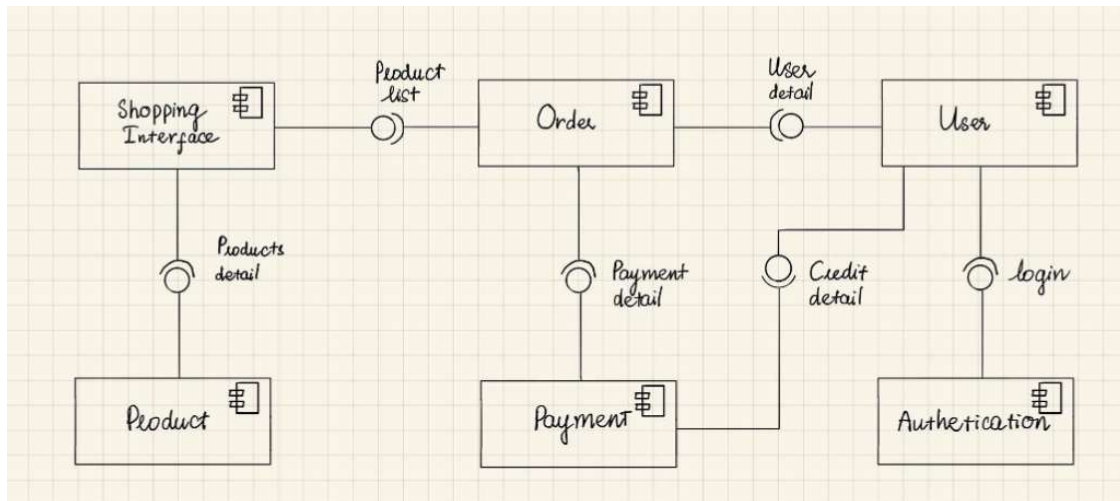 Product
list
User
detail
Shopping
Interface
Order
User
Products
detail
Payment
detail
Credit
detail
login
Product
Payment
Authetication